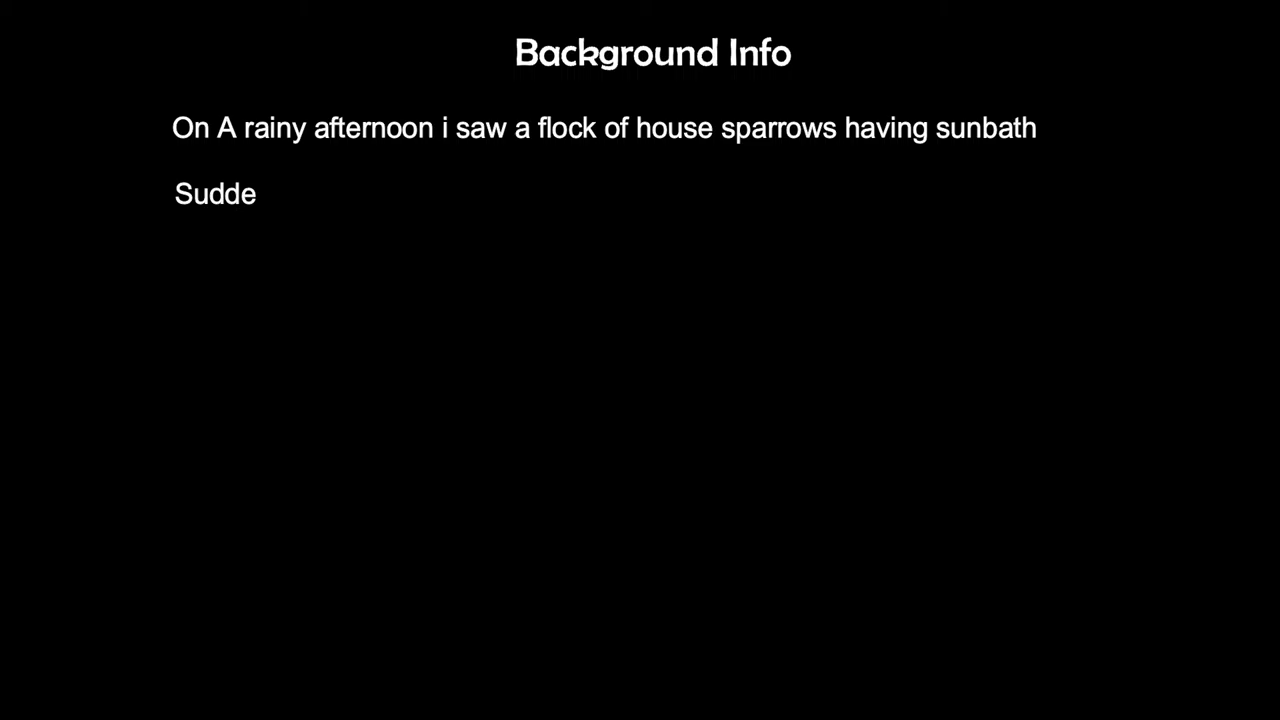 Background Info
On A rainy afternoon i saw a flock of house sparrows having sunbath
Sudde